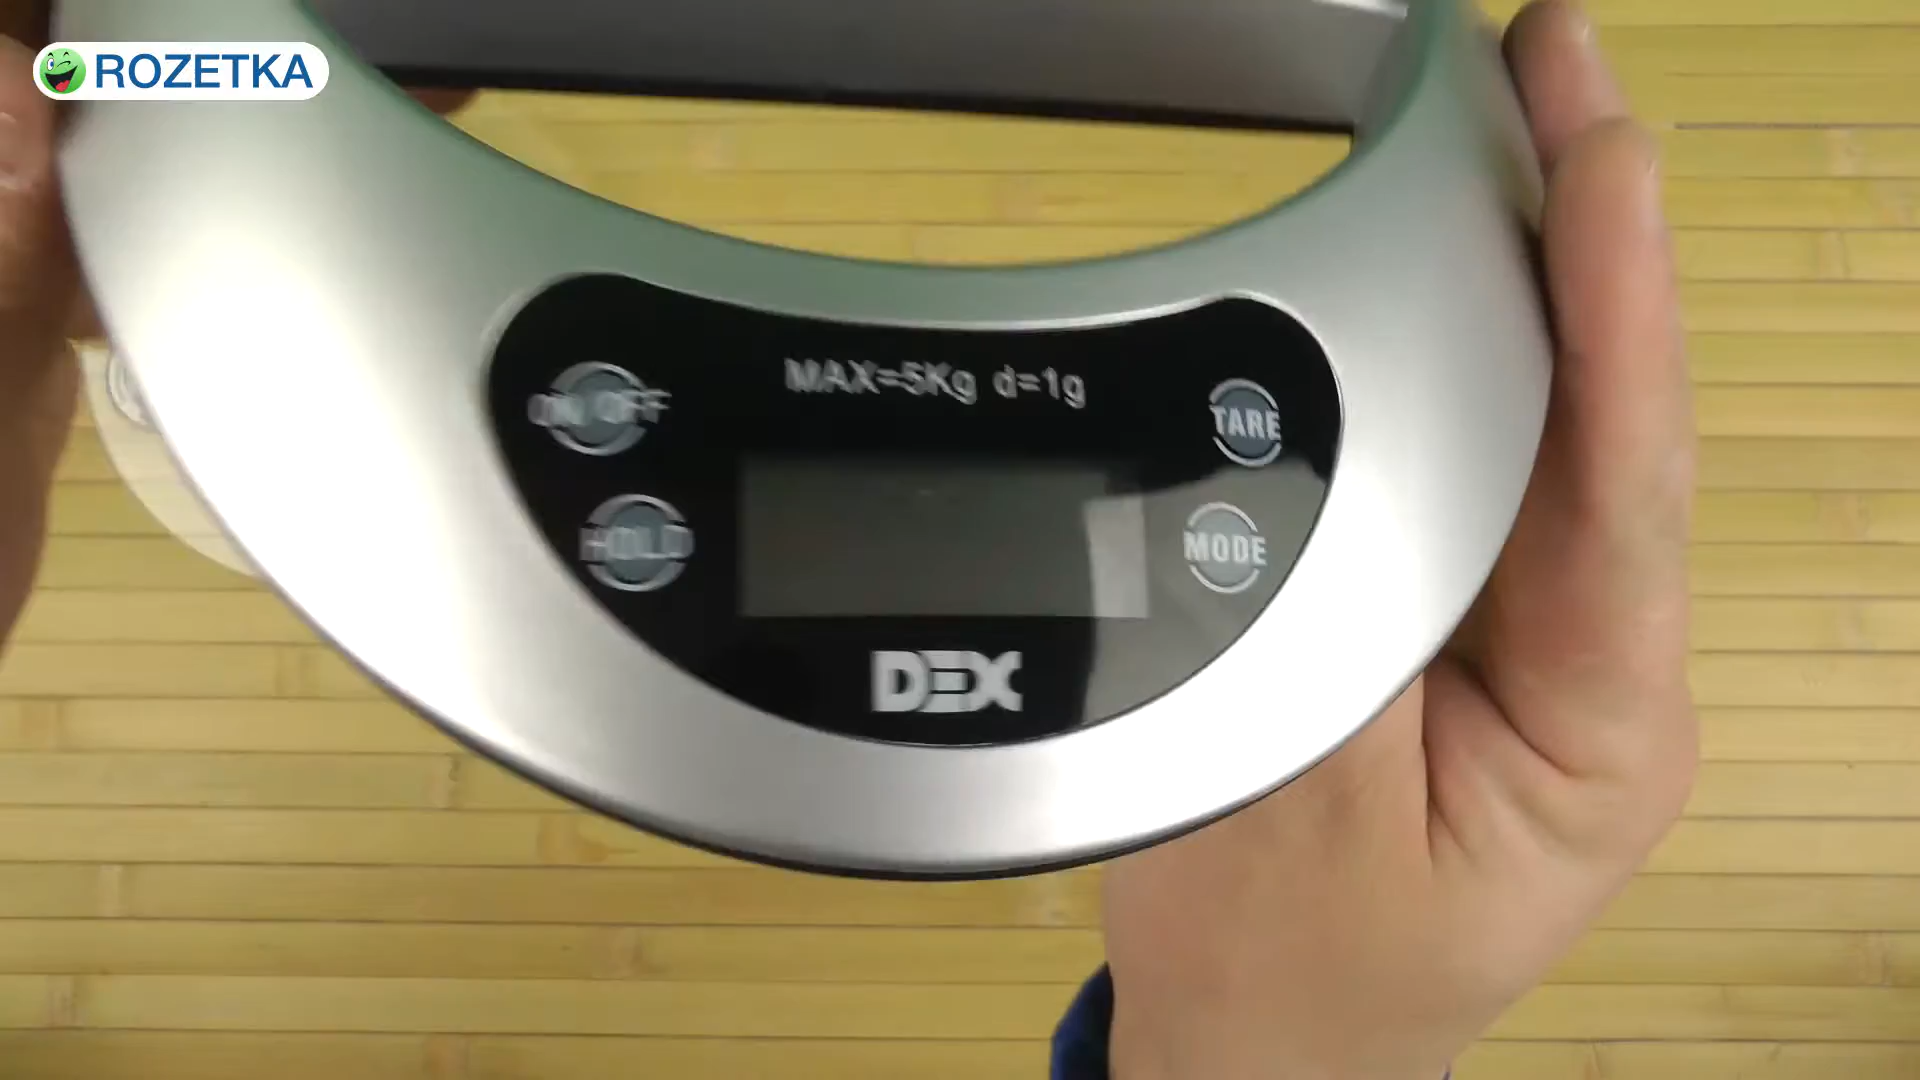 ROZETKA
MAX=5Kg d=1g
ON/OFF
TARE
HOLD
MODE
DEX